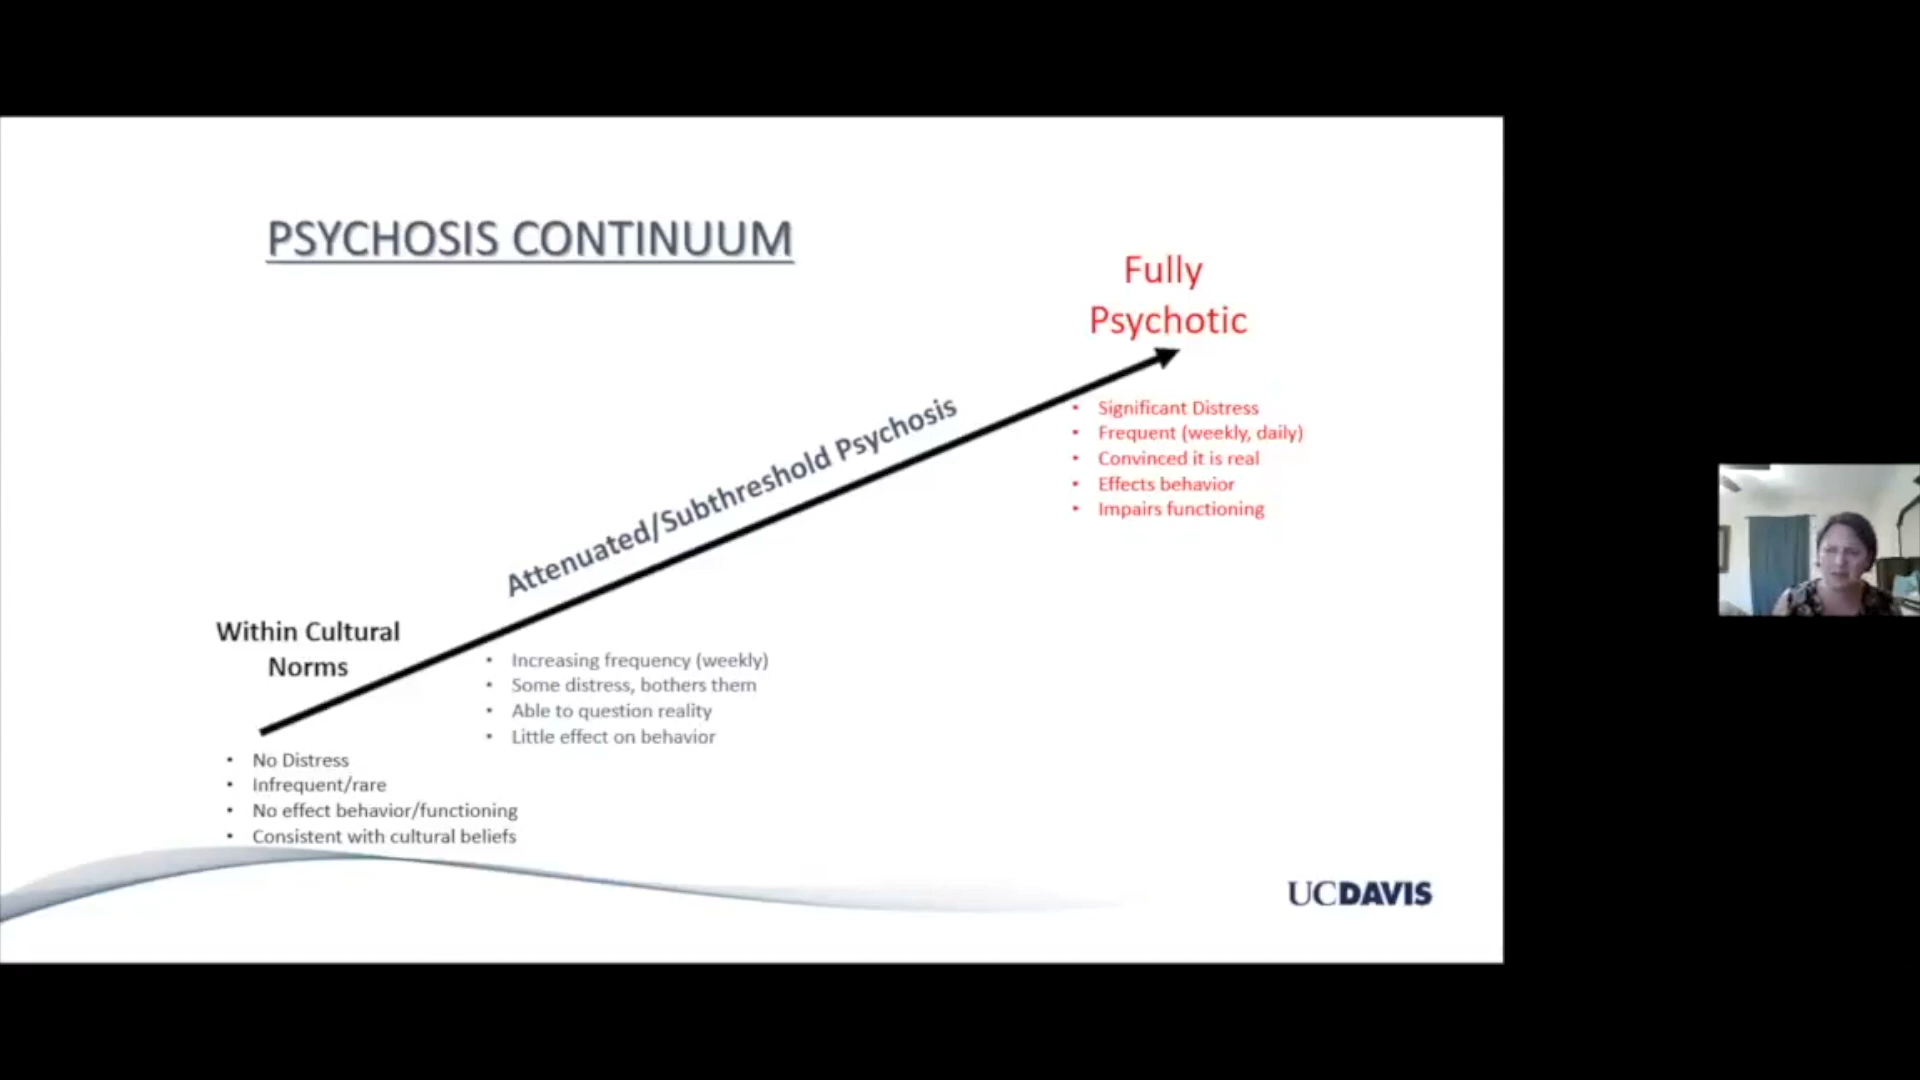 PSYCHOSIS CONTINUUM
Fully
Psychotic
• Significant Distress
• Frequent (weekly, daily)
• Convinced it is real
• Effects behavior
• Impairs functioning
Attenuated/Subthreshold Psychosis
Within Cultural
Norms
• Increasing frequency (weekly)
• Some distress, bothers them
• Able to question reality
• Little effect on behavior
• No Distress
• Infrequent/rare
• No effect behavior/functioning
• Consistent with cultural beliefs
UCDAVIS